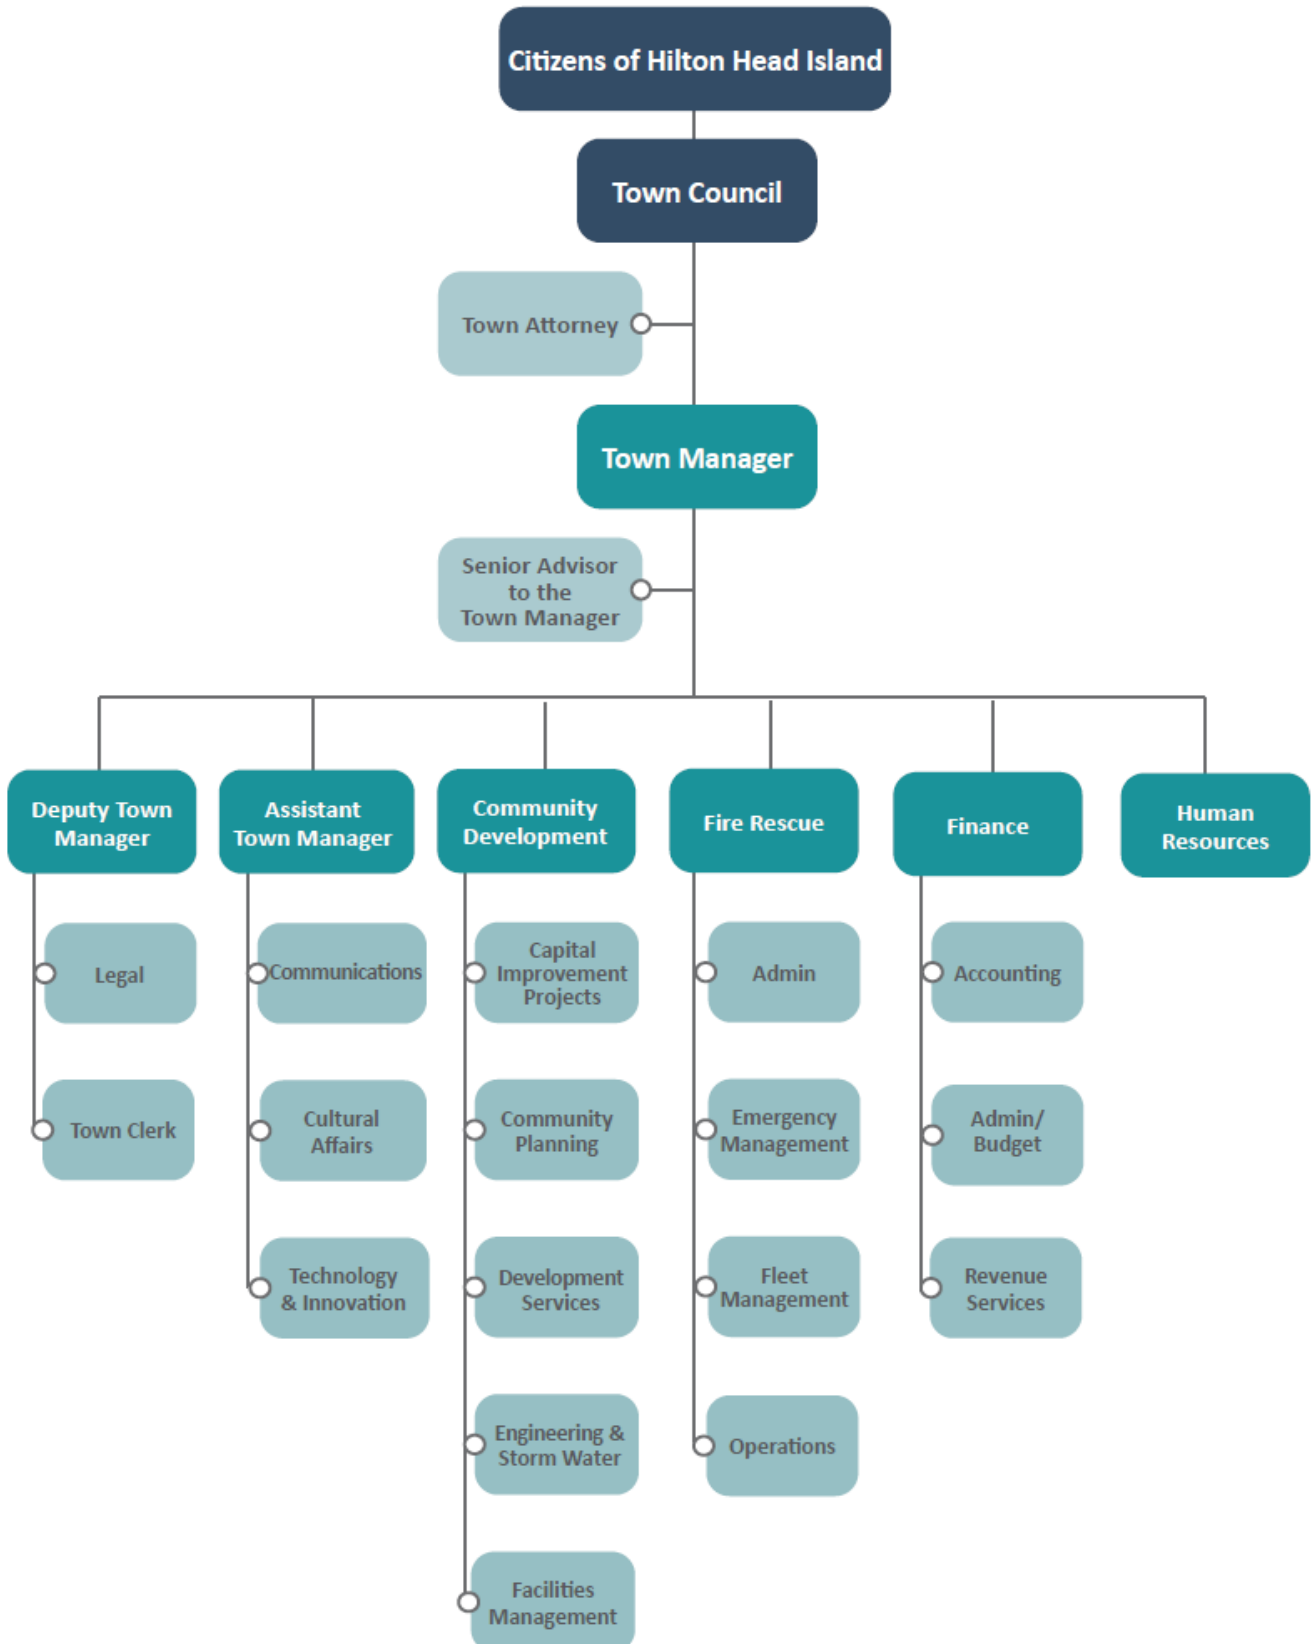 Citizens of Hilton Head Island
Town Council
Town Attorney
Town Manager
Senior Advisor
to the
Town Manager
Deputy Town
Manager
Assistant
Town Manager
Community
Development
Fire Rescue
Finance
Human
Resources
Legal
Town Clerk
Communications
Cultural
Affairs
Technology
& Innovation
Capital
Improvement
Projects
Community
Planning
Development
Services
Engineering &
Storm Water
Facilities
Management
Admin
Emergency
Management
Fleet
Management
Operations
Accounting
Admin/
Budget
Revenue
Services